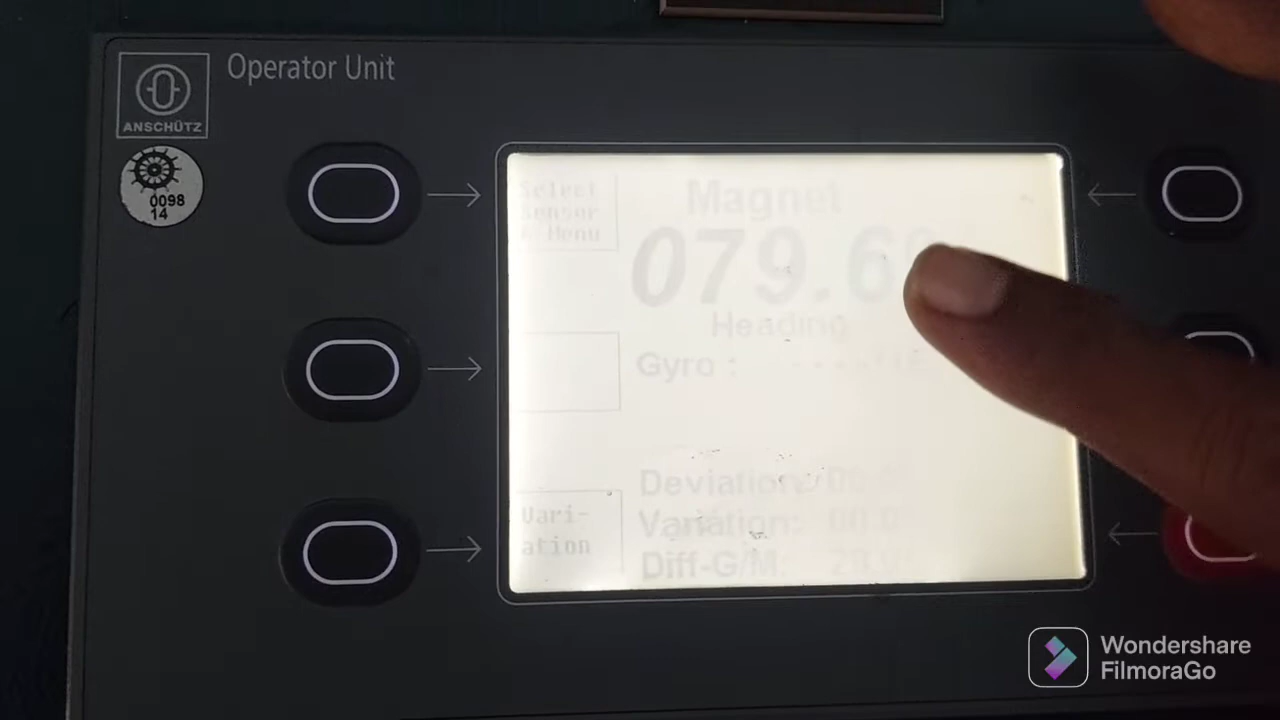 Operator Unit
ANSCHÜTZ
0098
14
Select
Sensor
Menu
Magnet
079.6
Heading
Gyro :
Deviation:
Vari-
ation
Variation:
Diff-G/M:
Wondershare
FilmoraGo